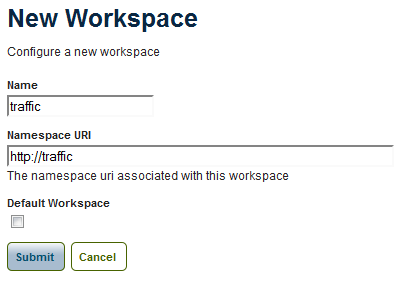 New Workspace
Configure a new workspace
Name
traffic
Namespace URI
http://traffic
The namespace uri associated with this workspace
Default Workspace
Submit Cancel